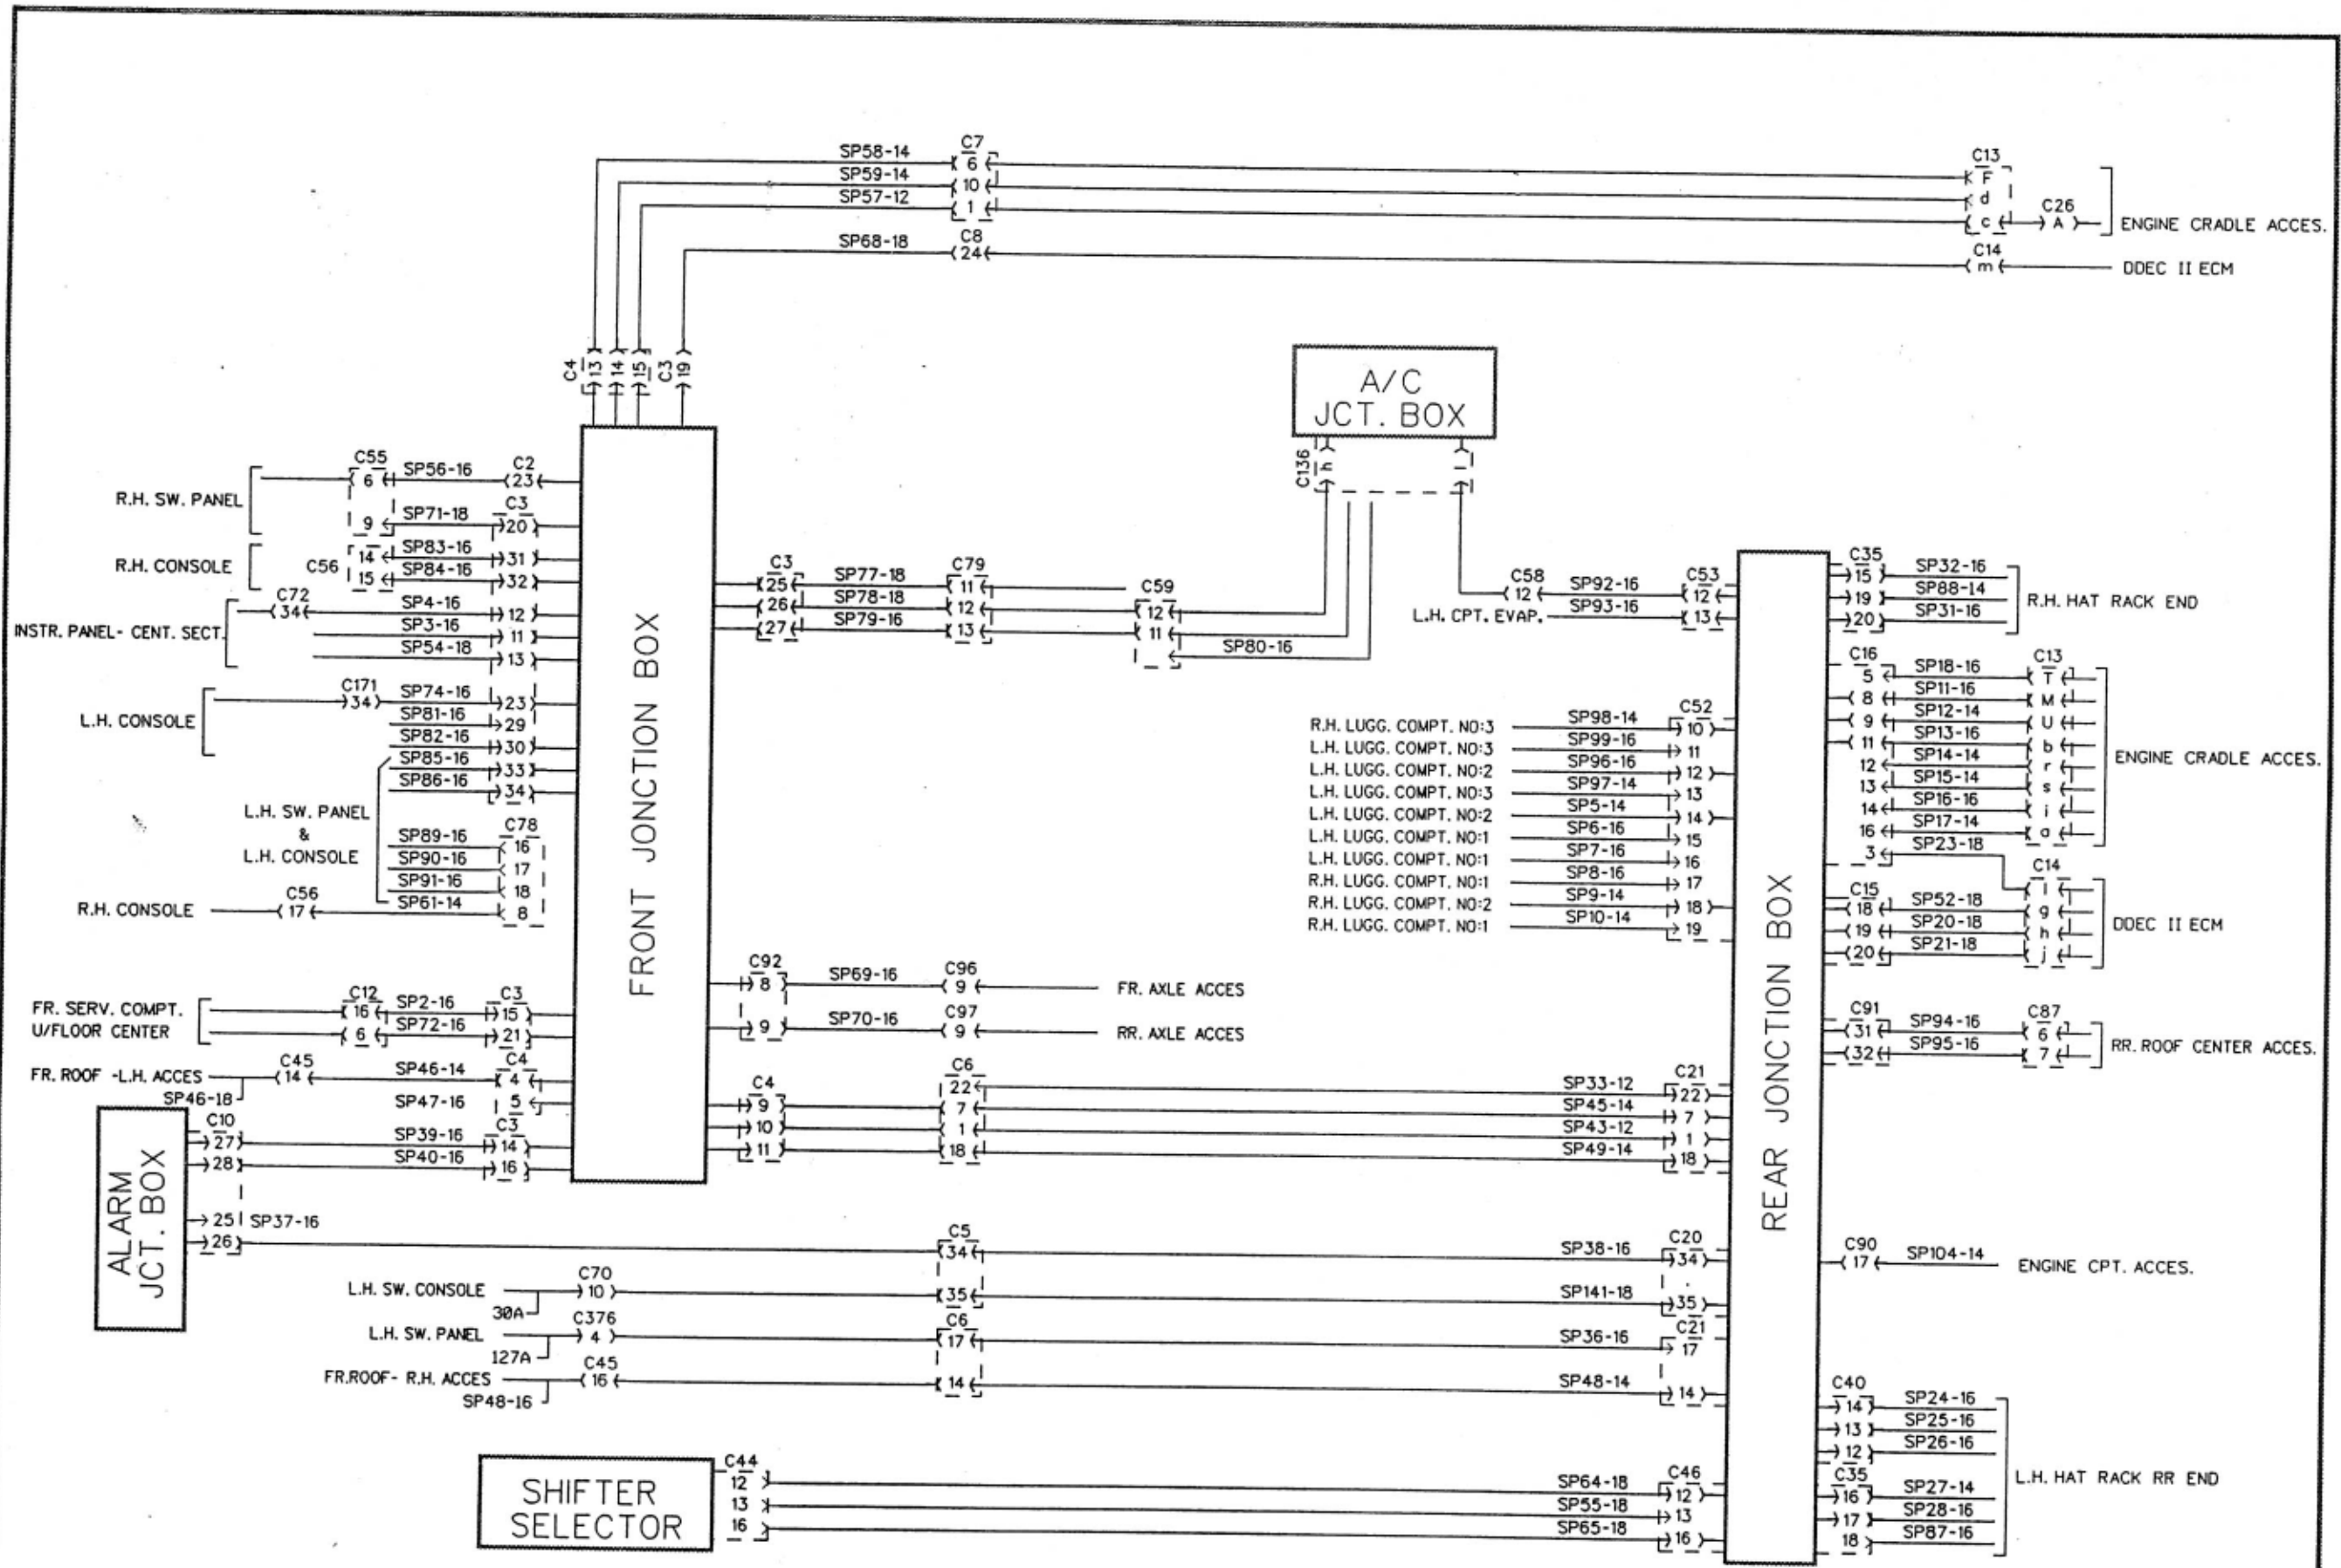 SP58-14 C7 6 C13 F
SP59-14 10 d
SP57-12 1 c C26 A ENGINE CRADLE ACCES.
SP68-18 C8 24 C14 m DDEC II ECM
C4 13 14 15 C3 19
A/C
JCT. BOX
C136 h
R.H. SW. PANEL
C55 6 SP56-16 C2 23
9 SP71-18 C3 20
R.H. CONSOLE
C56 14 SP83-16 31
15 SP84-16 32
INSTR. PANEL- CENT. SECT.
C72 34 SP4-16 12
SP3-16 11
SP54-18 13
L.H. CONSOLE
C171 34 SP74-16 23
SP81-16 29
SP82-16 30
SP85-16 33
SP86-16 34
L.H. SW. PANEL
&
L.H. CONSOLE
C78
SP89-16 16
SP90-16 17
SP91-16 18
R.H. CONSOLE C56 17 SP61-14 8
FR. SERV. COMPT.
U/FLOOR CENTER
C12 16 SP2-16 C3 15
6 SP72-16 21
FR. ROOF -L.H. ACCES C45 14 SP46-14 C4 4
SP46-18 SP47-16 5
ALARM
JCT. BOX
C10 27 SP39-16 C3 14
28 SP40-16 16
25 SP37-16
26
FRONT JONCTION BOX
C3 25 SP77-18 C79 11
26 SP78-18 12 C59 12
27 SP79-16 13 11
SP80-16
C58 12 SP92-16 C53 12
L.H. CPT. EVAP. SP93-16 13
C52
R.H. LUGG. COMPT. NO:3 SP98-14 10
L.H. LUGG. COMPT. NO:3 SP99-16 11
L.H. LUGG. COMPT. NO:2 SP96-16 12
L.H. LUGG. COMPT. NO:3 SP97-14 13
L.H. LUGG. COMPT. NO:2 SP5-14 14
L.H. LUGG. COMPT. NO:1 SP6-16 15
L.H. LUGG. COMPT. NO:1 SP7-16 16
R.H. LUGG. COMPT. NO:1 SP8-16 17
R.H. LUGG. COMPT. NO:2 SP9-14 18
R.H. LUGG. COMPT. NO:1 SP10-14 19
C92 8 SP69-16 C96 9 FR. AXLE ACCES
9 SP70-16 C97 9 RR. AXLE ACCES
C6 22 SP33-12 C21 22
C4 9 7 SP45-14 7
10 1 SP43-12 1
11 18 SP49-14 18
C5 34 SP38-16 C20 34
L.H. SW. CONSOLE C70 10 35 SP141-18 35
30A
L.H. SW. PANEL C376 4 C6 17 SP36-16 C21 17
127A
FR.ROOF- R.H. ACCES C45 16 14 SP48-14 14
SP48-16
SHIFTER
SELECTOR
C44 12 SP64-18 C46 12
13 SP55-18 13
16 SP65-18 16
REAR JONCTION BOX
C35 15 SP32-16
19 SP88-14
20 SP31-16
R.H. HAT RACK END
C16 5 SP18-16 C13 T
8 SP11-16 M
9 SP12-14 U
11 SP13-16 b
12 SP14-14 r
13 SP15-14 s
14 SP16-16 i
16 SP17-14 a
ENGINE CRADLE ACCES.
3 SP23-18 C14 l
C15 18 SP52-18 g
19 SP20-18 h
20 SP21-18 j
DDEC II ECM
C91 31 SP94-16 C87 6
32 SP95-16 7
RR. ROOF CENTER ACCES.
C90 17 SP104-14 ENGINE CPT. ACCES.
C40 14 SP24-16
13 SP25-16
12 SP26-16
C35 16 SP27-14
17 SP28-16
18 SP87-16
L.H. HAT RACK RR END